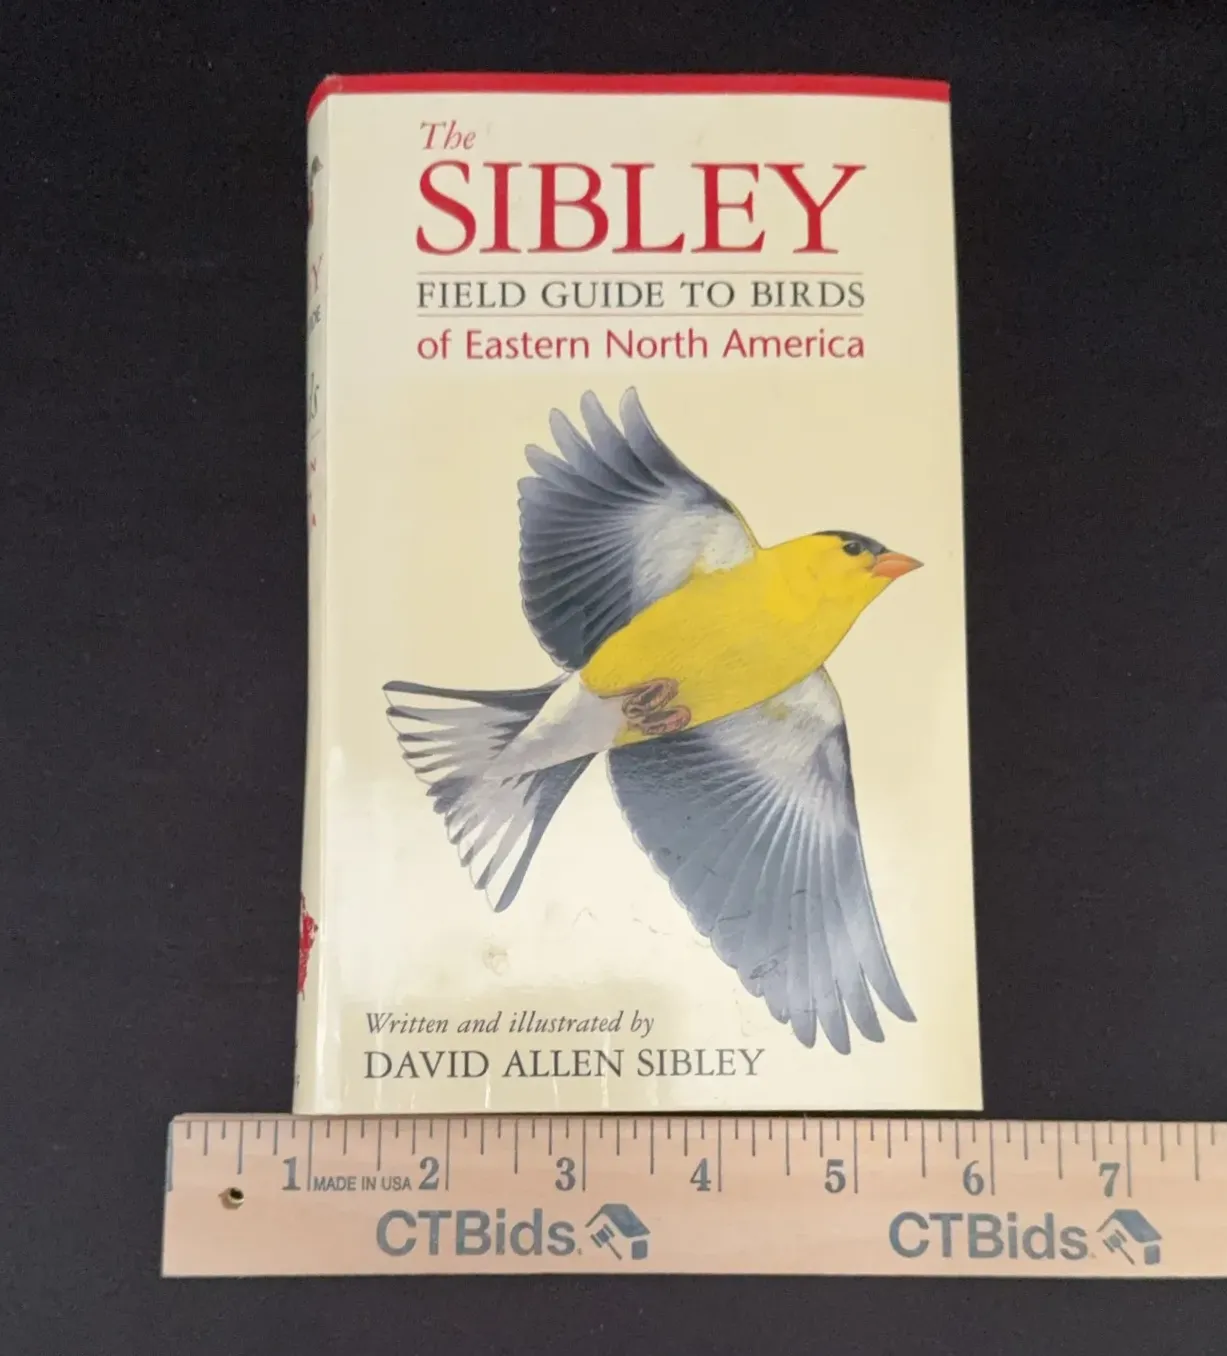 The
SIBLEY
FIELD GUIDE TO BIRDS
of Eastern North America
Written and illustrated by
DAVID ALLEN SIBLEY
1 MADE IN USA 2 3 4 5 6 7
CTBids. CTBids.